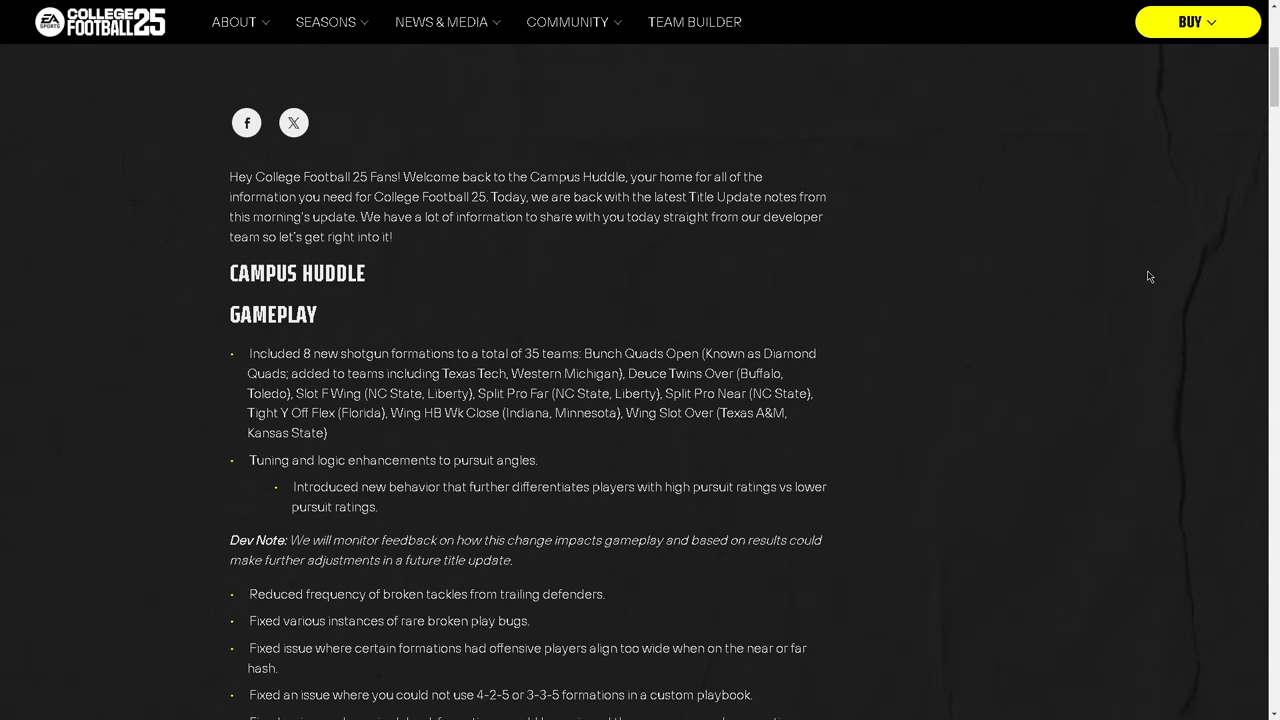 EA SPORTS COLLEGE FOOTBALL 25 ABOUT SEASONS NEWS & MEDIA COMMUNITY TEAM BUILDER BUY
f X
Hey College Football 25 Fans! Welcome back to the Campus Huddle, your home for all of the
information you need for College Football 25. Today, we are back with the latest Title Update notes from
this morning's update. We have a lot of information to share with you today straight from our developer
team so let's get right into it!
CAMPUS HUDDLE
GAMEPLAY
• Included 8 new shotgun formations to a total of 35 teams: Bunch Quads Open (Known as Diamond
Quads; added to teams including Texas Tech, Western Michigan), Deuce Twins Over (Buffalo,
Toledo), Slot F Wing (NC State, Liberty), Split Pro Far (NC State, Liberty), Split Pro Near (NC State),
Tight Y Off Flex (Florida), Wing HB Wk Close (Indiana, Minnesota), Wing Slot Over (Texas A&M,
Kansas State)
• Tuning and logic enhancements to pursuit angles.
• Introduced new behavior that further differentiates players with high pursuit ratings vs lower
pursuit ratings.
Dev Note: We will monitor feedback on how this change impacts gameplay and based on results could
make further adjustments in a future title update.
• Reduced frequency of broken tackles from trailing defenders.
• Fixed various instances of rare broken play bugs.
• Fixed issue where certain formations had offensive players align too wide when on the near or far
hash.
• Fixed an issue where you could not use 4-2-5 or 3-3-5 formations in a custom playbook.